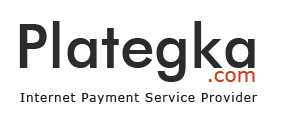 Plategka
.com
Internet Payment Service Provider